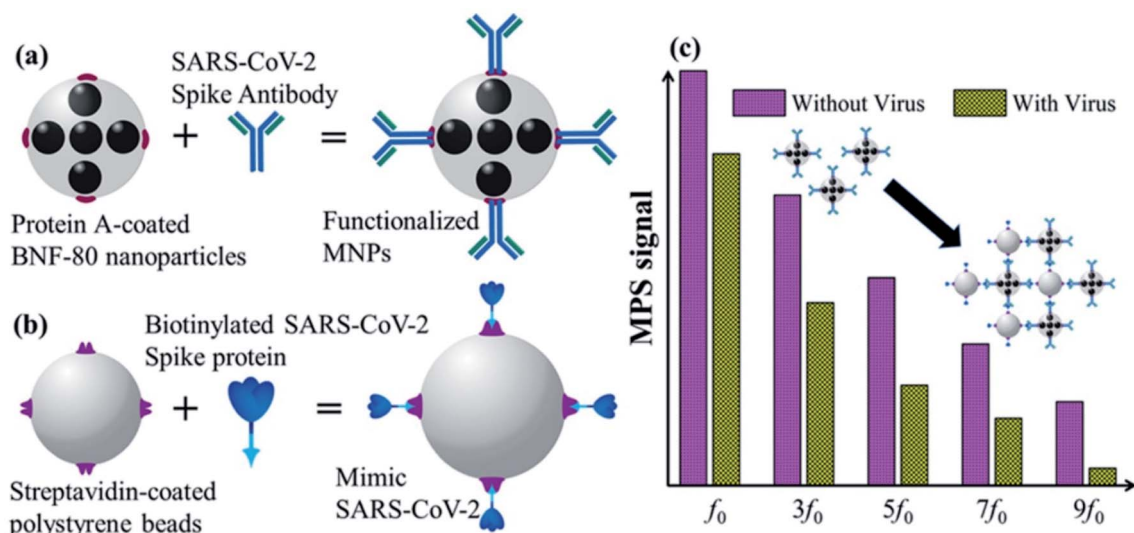 (a)
SARS-CoV-2
Spike Antibody
+
=
Protein A-coated
BNF-80 nanoparticles
Functionalized
MNPs
(b)
Biotinylated SARS-CoV-2
Spike protein
+
=
Streptavidin-coated
polystyrene beads
Mimic
SARS-CoV-2
(c)
Without Virus
With Virus
MPS signal
f₀ 3f₀ 5f₀ 7f₀ 9f₀